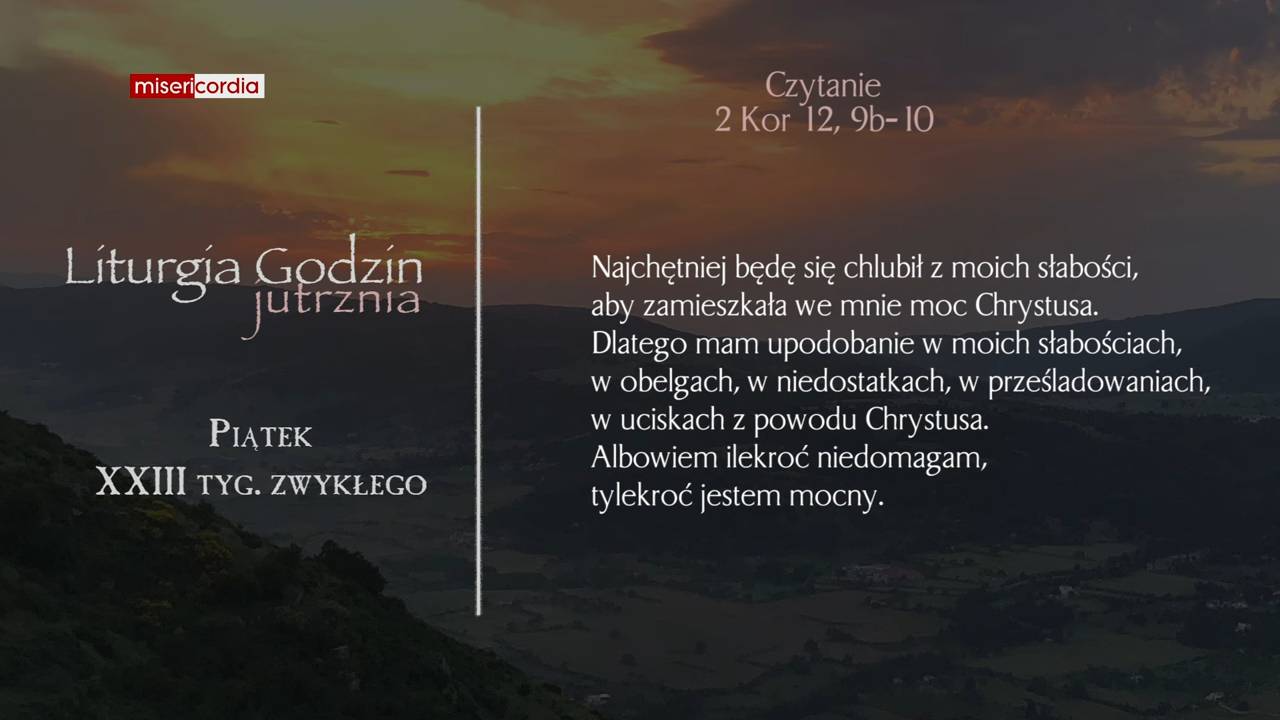 misericordia
Liturgia Godzin
jutrznia
Piątek
XXIII tyg. zwykłego
Czytanie
2 Kor 12, 9b-10
Najchętniej będę się chlubił z moich słabości,
aby zamieszkała we mnie moc Chrystusa.
Dlatego mam upodobanie w moich słabościach,
w obelgach, w niedostatkach, w prześladowaniach,
w uciskach z powodu Chrystusa.
Albowiem ilekroć niedomagam,
tylekroć jestem mocny.